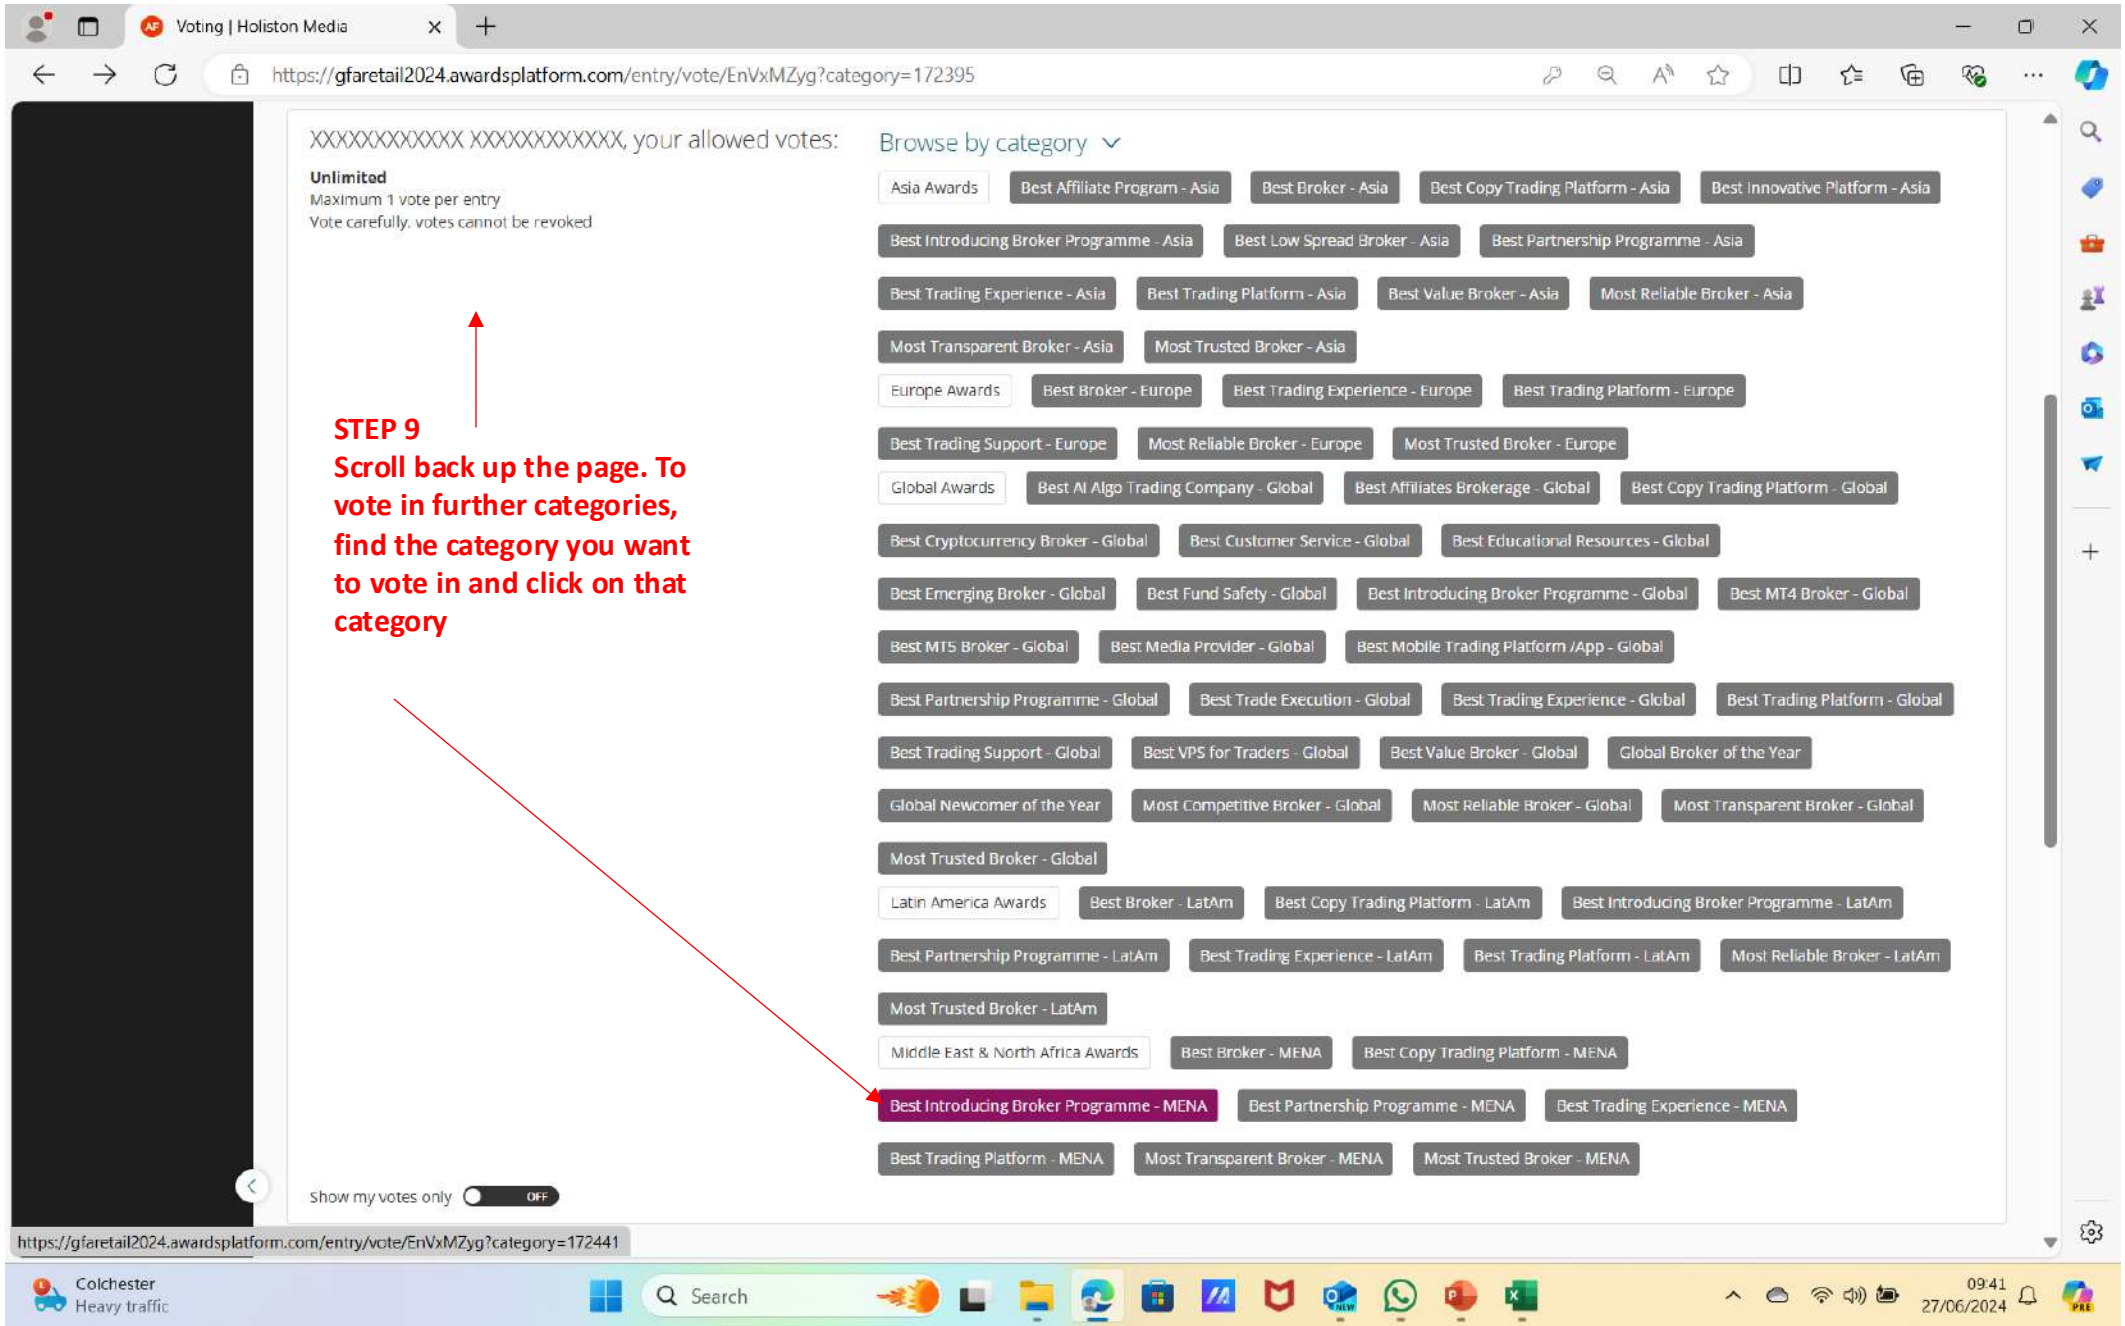 Voting | Holiston Media
https://gfaretail2024.awardsplatform.com/entry/vote/EnVxMZyg?category=172395
XXXXXXXXXXXX XXXXXXXXXXXX, your allowed votes:
Unlimited
Maximum 1 vote per entry
Vote carefully, votes cannot be revoked
STEP 9
Scroll back up the page. To
vote in further categories,
find the category you want
to vote in and click on that
category
Show my votes only OFF
Browse by category
Asia Awards Best Affiliate Program - Asia Best Broker - Asia Best Copy Trading Platform - Asia Best Innovative Platform - Asia
Best Introducing Broker Programme - Asia Best Low Spread Broker - Asia Best Partnership Programme - Asia
Best Trading Experience - Asia Best Trading Platform - Asia Best Value Broker - Asia Most Reliable Broker - Asia
Most Transparent Broker - Asia Most Trusted Broker - Asia
Europe Awards Best Broker - Europe Best Trading Experience - Europe Best Trading Platform - Europe
Best Trading Support - Europe Most Reliable Broker - Europe Most Trusted Broker - Europe
Global Awards Best AI Algo Trading Company - Global Best Affiliates Brokerage - Global Best Copy Trading Platform - Global
Best Cryptocurrency Broker - Global Best Customer Service - Global Best Educational Resources - Global
Best Emerging Broker - Global Best Fund Safety - Global Best Introducing Broker Programme - Global Best MT4 Broker - Global
Best MT5 Broker - Global Best Media Provider - Global Best Mobile Trading Platform /App - Global
Best Partnership Programme - Global Best Trade Execution - Global Best Trading Experience - Global Best Trading Platform - Global
Best Trading Support - Global Best VPS for Traders - Global Best Value Broker - Global Global Broker of the Year
Global Newcomer of the Year Most Competitive Broker - Global Most Reliable Broker - Global Most Transparent Broker - Global
Most Trusted Broker - Global
Latin America Awards Best Broker - LatAm Best Copy Trading Platform - LatAm Best Introducing Broker Programme - LatAm
Best Partnership Programme - LatAm Best Trading Experience - LatAm Best Trading Platform - LatAm Most Reliable Broker - LatAm
Most Trusted Broker - LatAm
Middle East & North Africa Awards Best Broker - MENA Best Copy Trading Platform - MENA
Best Introducing Broker Programme - MENA Best Partnership Programme - MENA Best Trading Experience - MENA
Best Trading Platform - MENA Most Transparent Broker - MENA Most Trusted Broker - MENA
https://gfaretail2024.awardsplatform.com/entry/vote/EnVxMZyg?category=172441
Colchester
Heavy traffic
Search
NEW
09:41
27/06/2024
PRE